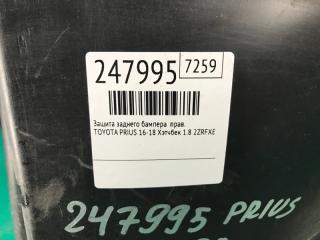 247995 7259
Защита заднего бампера прав.
TOYOTA PRIUS 16-18 Хэтчбек 1.8 2ZRFXE
247995 PRIUS